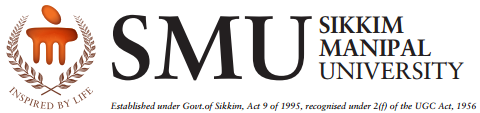 SMU
SIKKIM
MANIPAL
UNIVERSITY
INSPIRED BY LIFE
Established under Govt.of Sikkim, Act 9 of 1995, recognised under 2(f) of the UGC Act, 1956